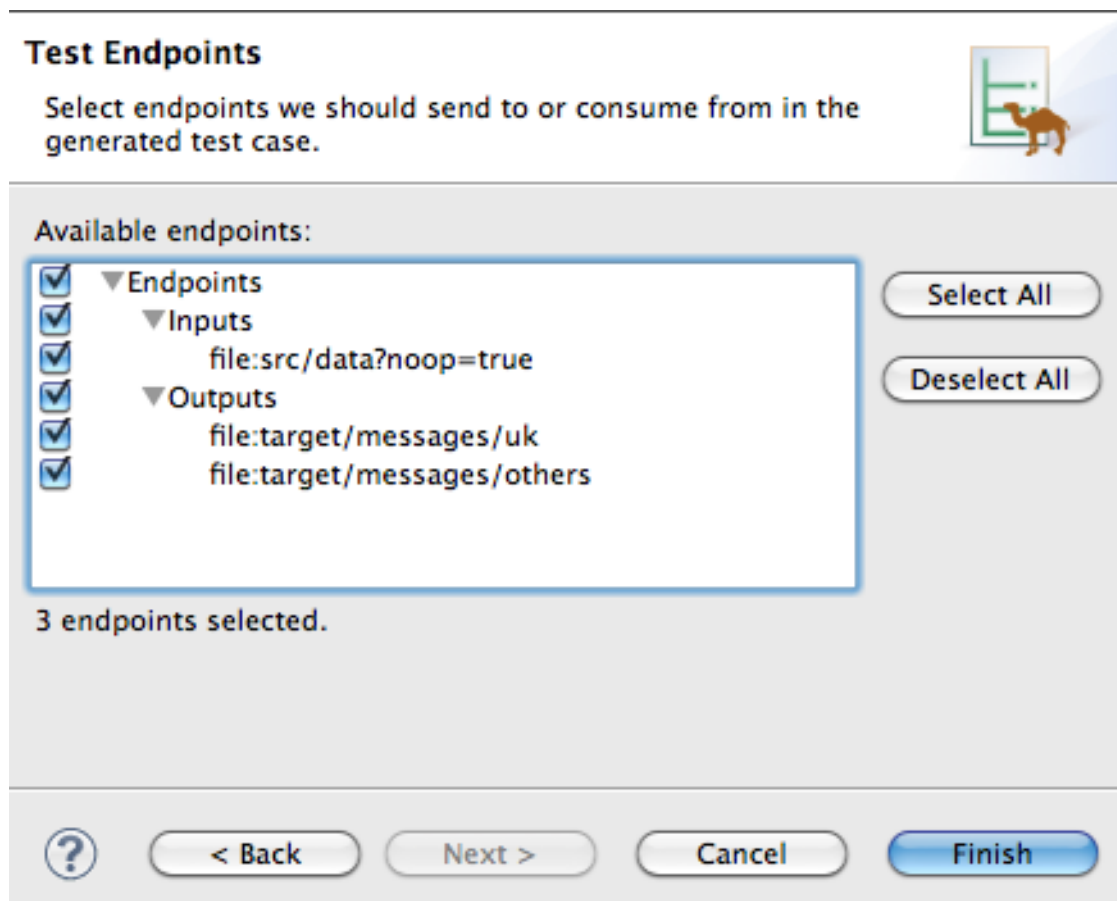 Test Endpoints
Select endpoints we should send to or consume from in the
generated test case.
Available endpoints:
Endpoints
Inputs
file:src/data?noop=true
Outputs
file:target/messages/uk
file:target/messages/others
Select All
Deselect All
3 endpoints selected.
?
< Back
Next >
Cancel
Finish